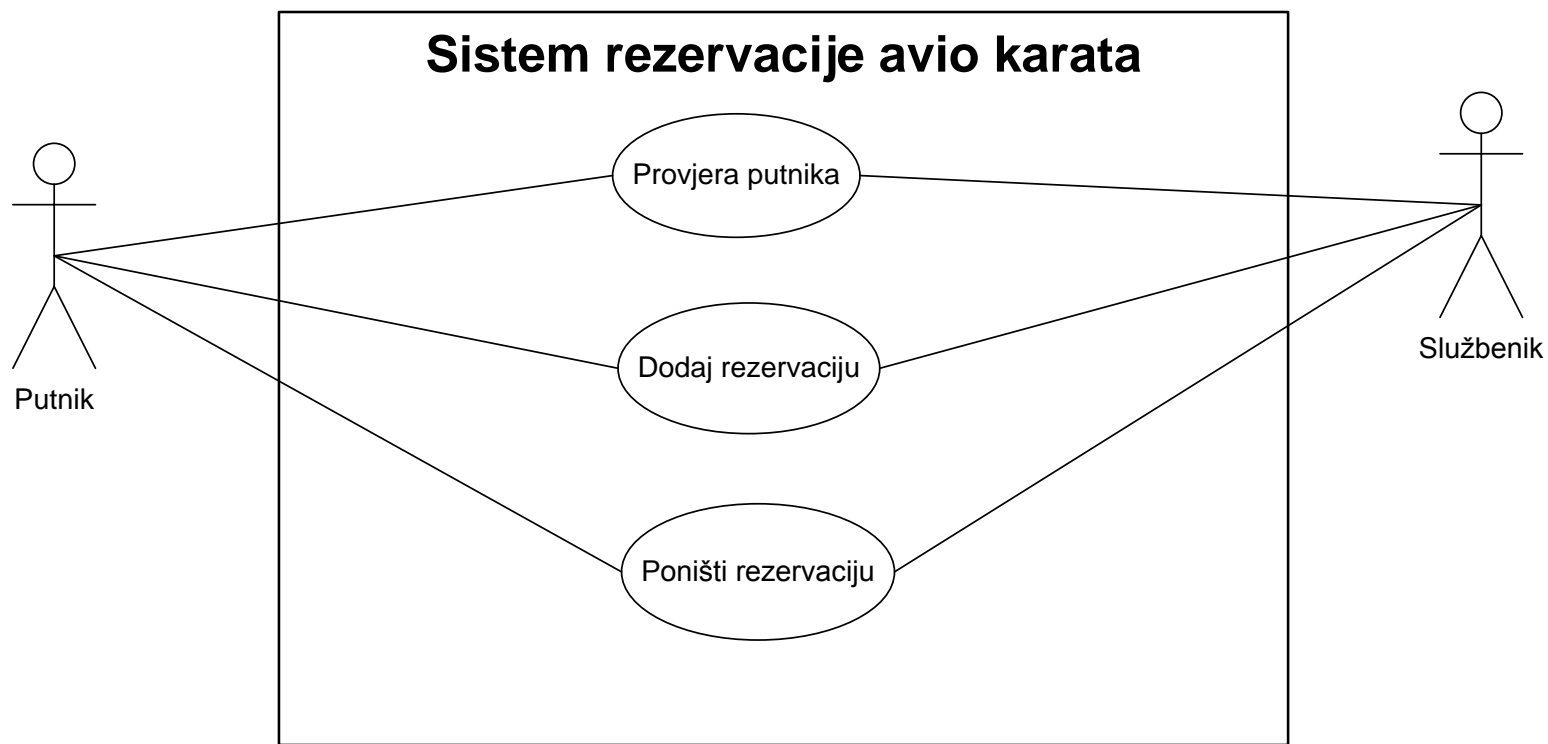 Sistem rezervacije avio karata
Provjera putnika
Dodaj rezervaciju
Službenik
Putnik
Poništi rezervaciju